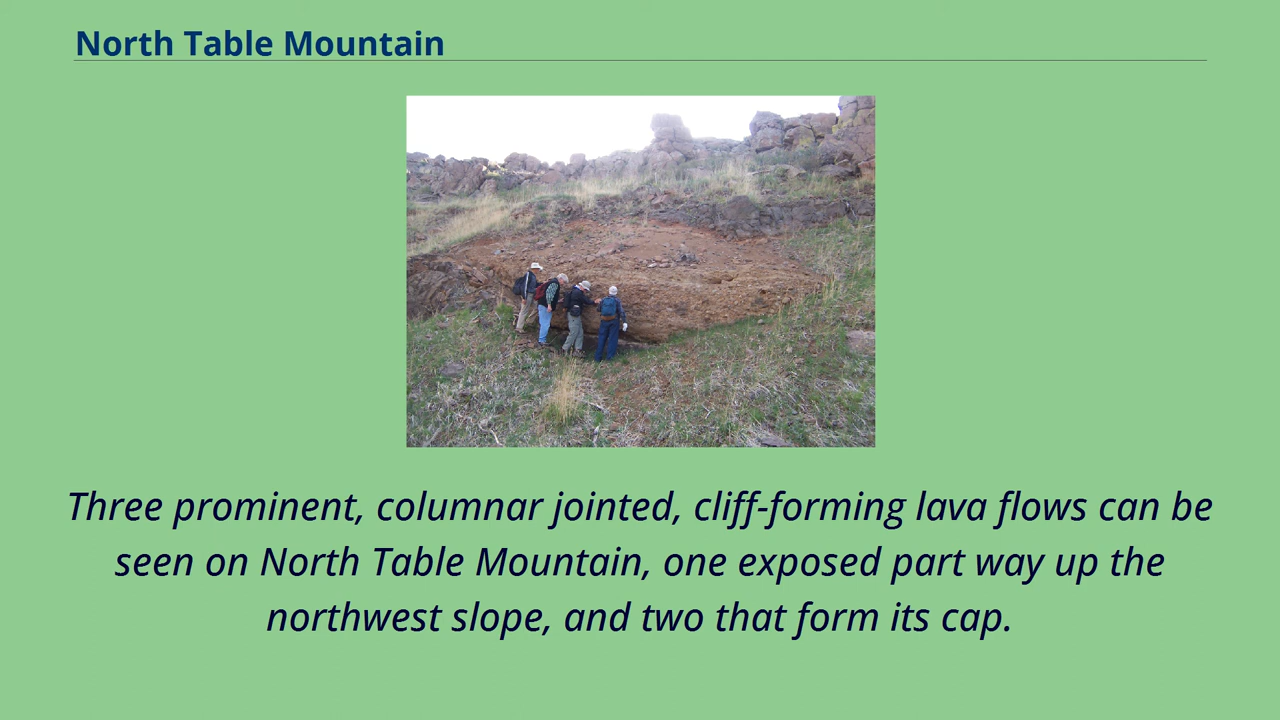 North Table Mountain
Three prominent, columnar jointed, cliff-forming lava flows can be
seen on North Table Mountain, one exposed part way up the
northwest slope, and two that form its cap.